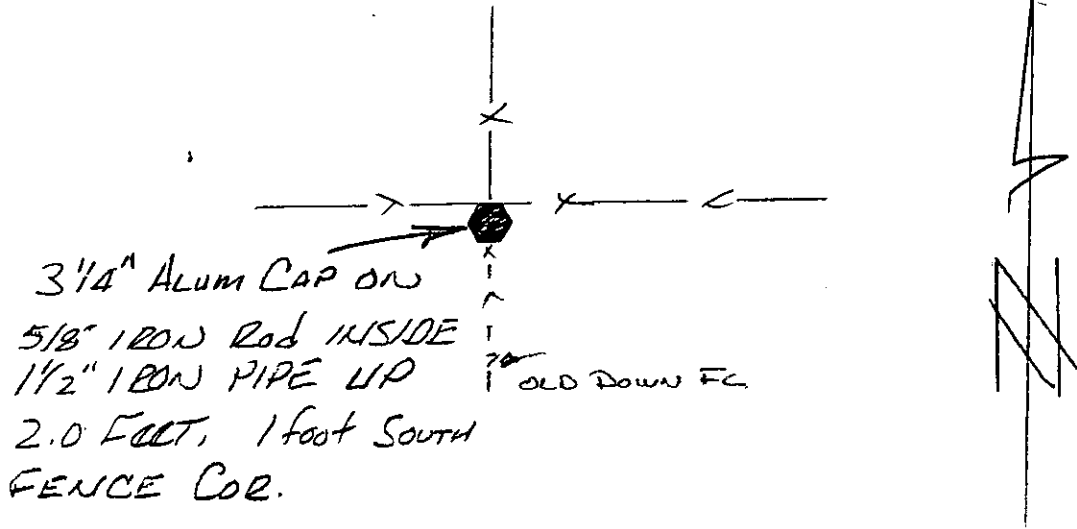 3 1/4" ALUM CAP ON
5/8" IRON Rod INSIDE
1 1/2" IRON PIPE UP
2.0 FEET, 1 foot SOUTH
FENCE COR.
OLD DOWN FC
N